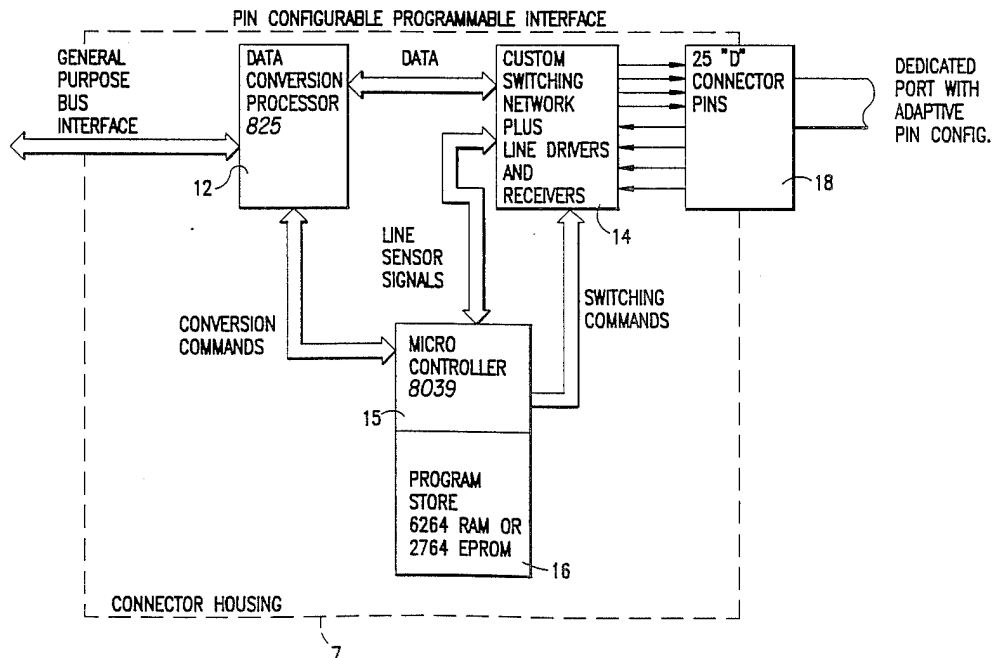 PIN CONFIGURABLE PROGRAMMABLE INTERFACE
GENERAL
PURPOSE
BUS
INTERFACE
DATA
CONVERSION
PROCESSOR
825
12
DATA
CUSTOM
SWITCHING
NETWORK
PLUS
LINE DRIVERS
AND
RECEIVERS
14
25 "D"
CONNECTOR
PINS
18
DEDICATED
PORT WITH
ADAPTIVE
PIN CONFIG.
LINE
SENSOR
SIGNALS
SWITCHING
COMMANDS
CONVERSION
COMMANDS
MICRO
CONTROLLER
8039
15
PROGRAM
STORE
6264 RAM OR
2764 EPROM
16
CONNECTOR HOUSING
7